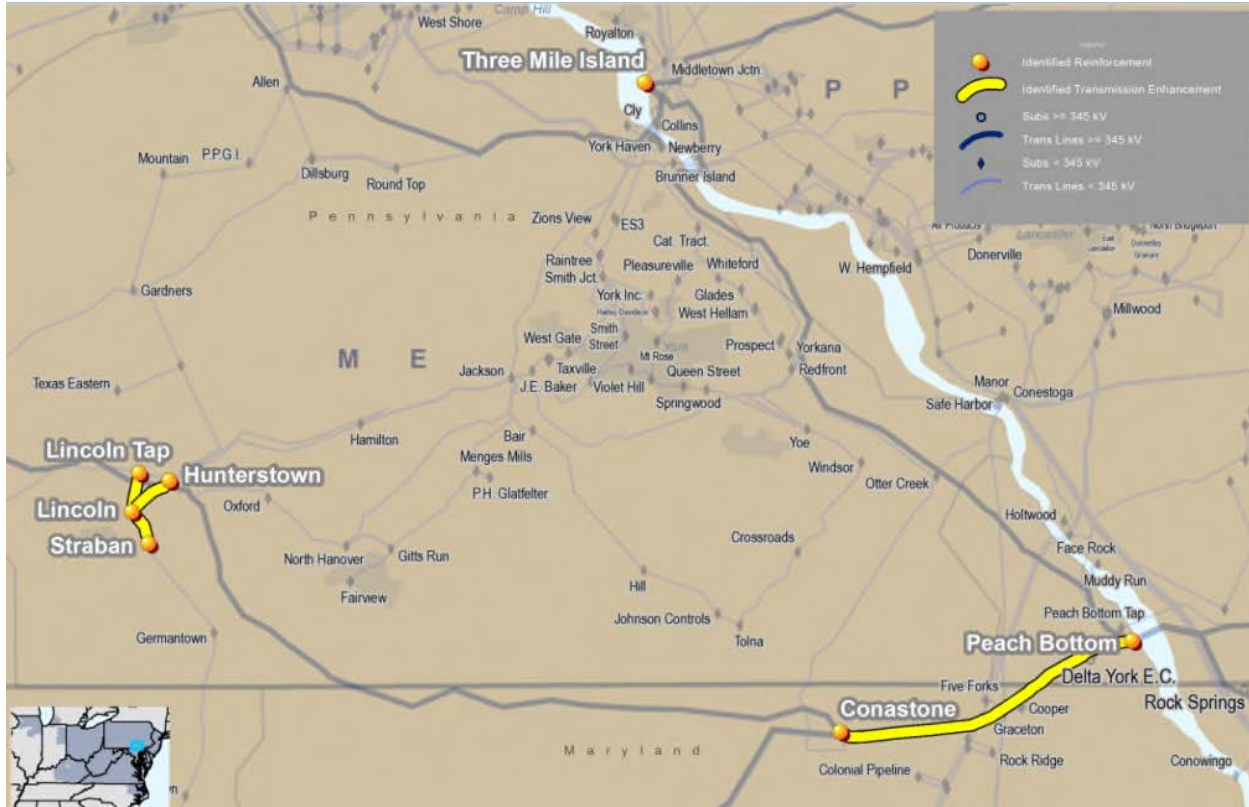 Camp Hill
West Shore
Royalton
Three Mile Island
Middletown Jctn.
Allen
P P
Cly
Collins
York Haven
Newberry
Brunner Island
Mountain
P.P.G.I.
Dillsburg
Round Top
Pennsylvania
Zions View
ES3
Cat. Tract.
Raintree
Smith Jct.
Pleasureville
Whiteford
W. Hempfield
Donerville
Lancaster
Millwood
Gardners
York Inc.
Glades
West Hellam
Harley Davidson
M E
West Gate
Smith
Street
York
Mt Rose
Prospect
Yorkana
Redfront
Texas Eastern
Jackson
J.E. Baker
Taxville
Violet Hill
Queen Street
Springwood
Manor
Conestoga
Safe Harbor
Hamilton
Bair
Yoe
Lincoln Tap
Hunterstown
Menges Mills
Windsor
Otter Creek
P.H. Glatfelter
Oxford
Lincoln
Straban
Holtwood
Face Rock
Crossroads
North Hanover
Gitts Run
Fairview
Hill
Muddy Run
Johnson Controls
Tolna
Peach Bottom Tap
Germantown
Peach Bottom
Delta York E.C.
Rock Springs
Five Forks
Cooper
Conastone
Graceton
Maryland
Rock Ridge
Colonial Pipeline
Conowingo
Legend
Identified Reinforcement
Identified Transmission Enhancement
Subs >= 345 kV
Trans Lines >= 345 kV
Subs < 345 kV
Trans Lines < 345 kV